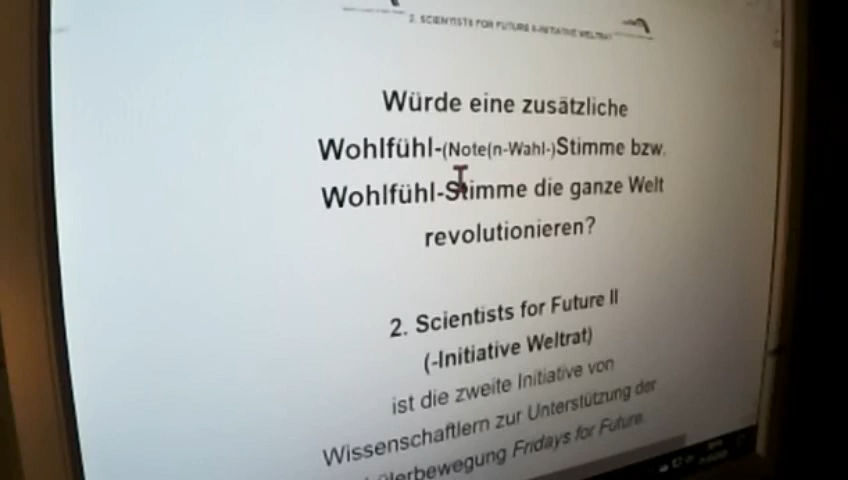 2. SCIENTISTS FOR FUTURE II-INITIATIVE WELTRAT
Würde eine zusätzliche
Wohlfühl-(Note(n-Wahl-)Stimme bzw.
Wohlfühl-Stimme die ganze Welt
revolutionieren?
2. Scientists for Future II
(-Initiative Weltrat)
ist die zweite Initiative von
Wissenschaftlern zur Unterstützung der
Fridays for Future.